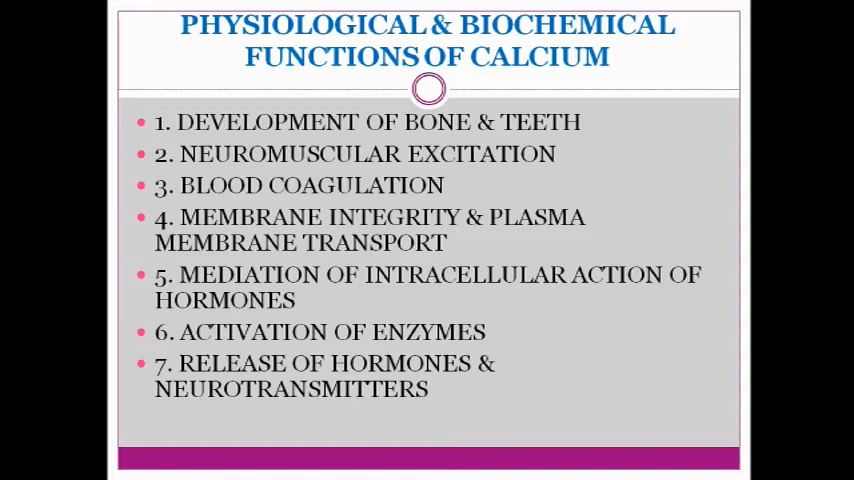 PHYSIOLOGICAL & BIOCHEMICAL
FUNCTIONS OF CALCIUM
• 1. DEVELOPMENT OF BONE & TEETH
• 2. NEUROMUSCULAR EXCITATION
• 3. BLOOD COAGULATION
• 4. MEMBRANE INTEGRITY & PLASMA
MEMBRANE TRANSPORT
• 5. MEDIATION OF INTRACELLULAR ACTION OF
HORMONES
• 6. ACTIVATION OF ENZYMES
• 7. RELEASE OF HORMONES &
NEUROTRANSMITTERS